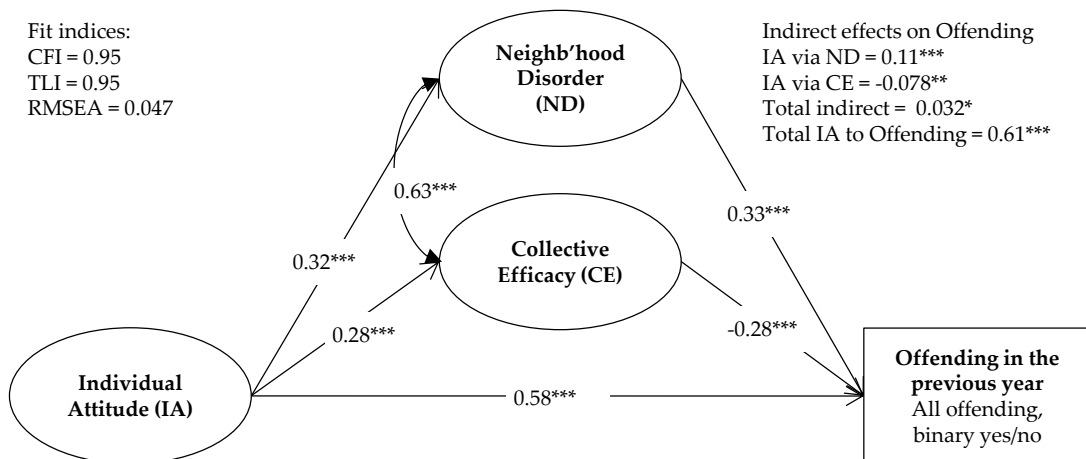 Fit indices:
CFI = 0.95
TLI = 0.95
RMSEA = 0.047
Neighb'hood
Disorder
(ND)
Indirect effects on Offending
IA via ND = 0.11***
IA via CE = -0.078**
Total indirect =  0.032*
Total IA to Offending = 0.61***
0.63***
0.33***
0.32***
Collective
Efficacy (CE)
0.28***
-0.28***
Individual
Attitude (IA)
0.58***
Offending in the
previous year
All offending,
binary yes/no